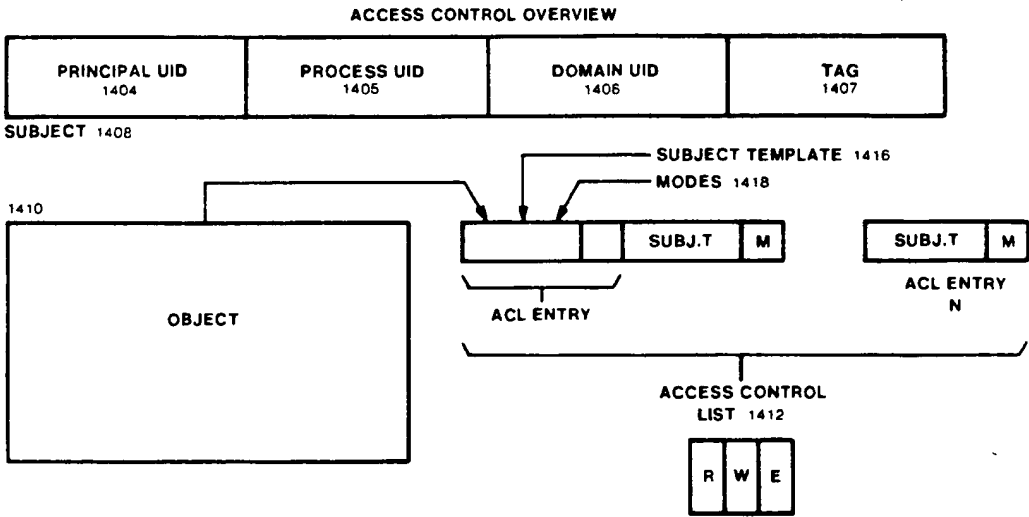 ACCESS CONTROL OVERVIEW
PRINCIPAL UID
1404
PROCESS UID
1405
DOMAIN UID
1406
TAG
1407
SUBJECT 1408
SUBJECT TEMPLATE 1416
MODES 1418
1410
SUBJ.T
M
SUBJ.T
M
OBJECT
ACL ENTRY
ACL ENTRY
N
ACCESS CONTROL
LIST 1412
R
W
E